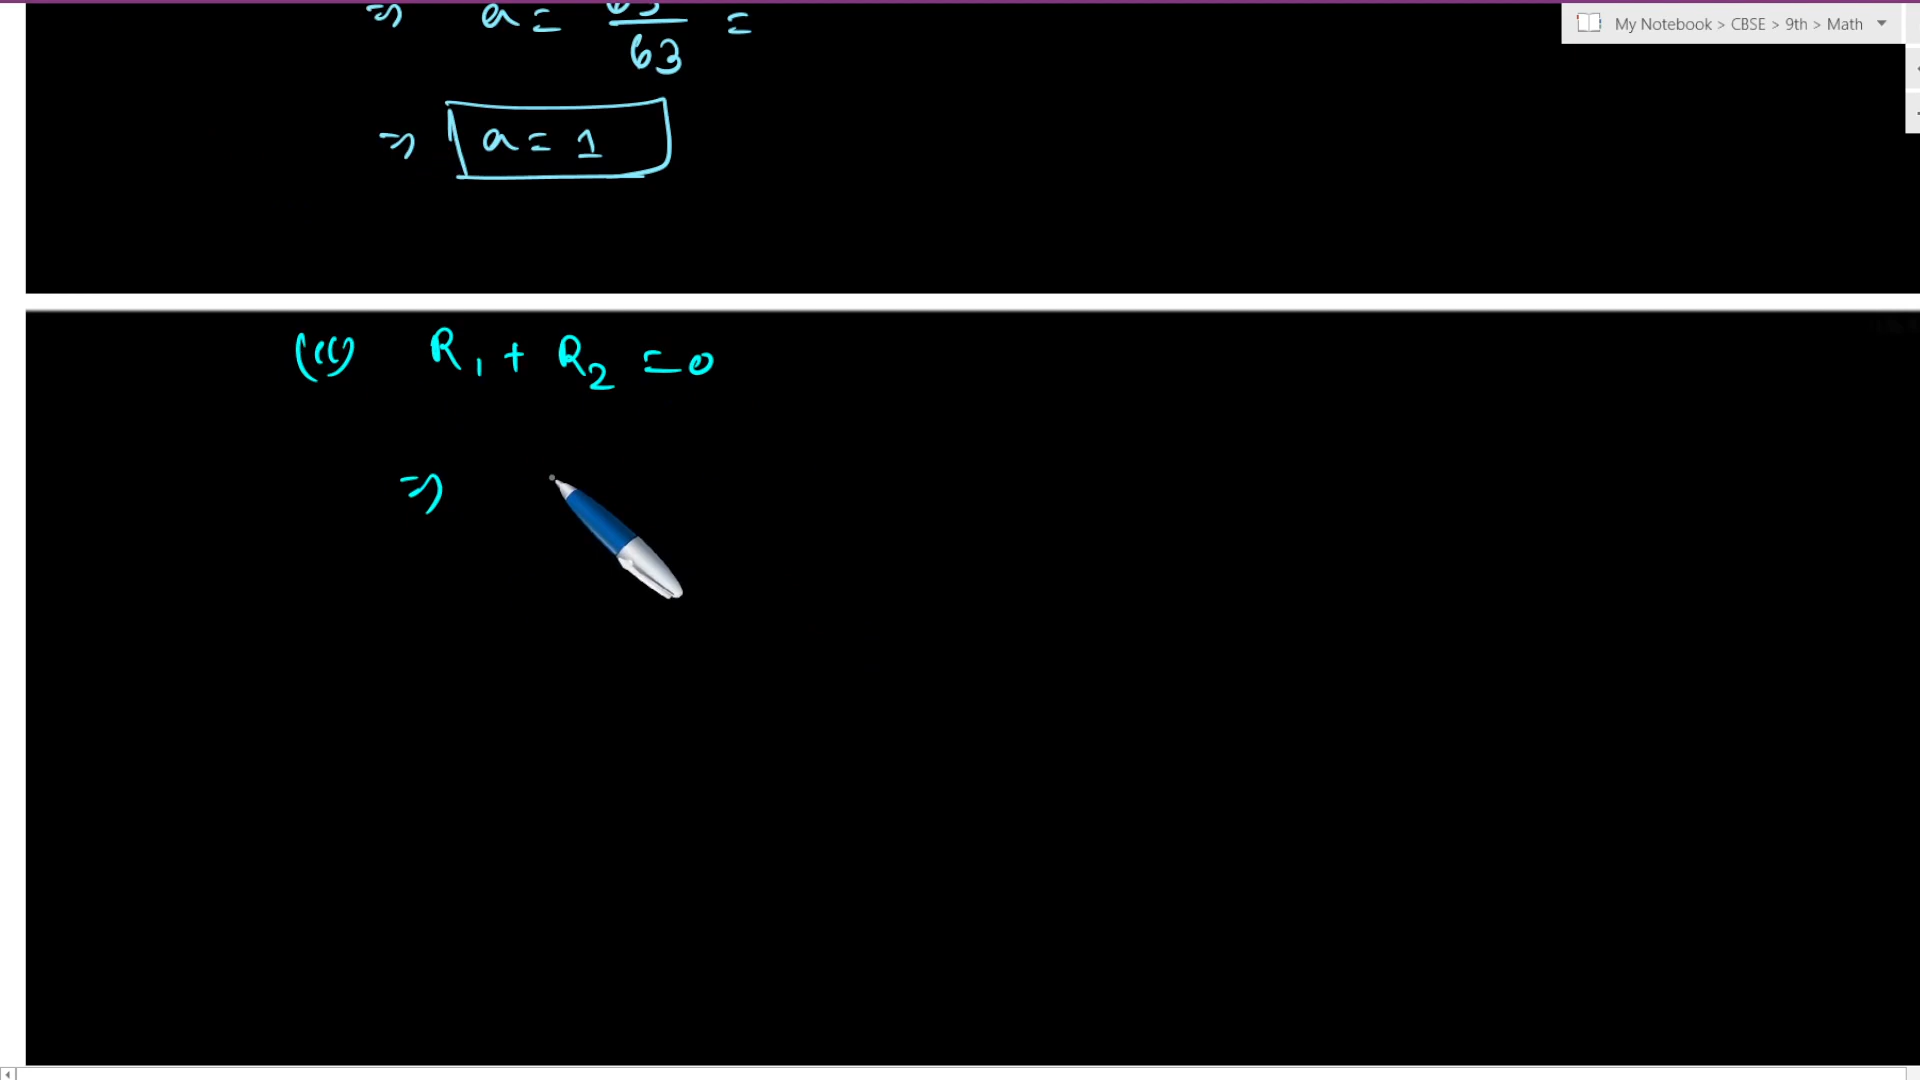 My Notebook > CBSE > 9th > Math
⇒ a = 63/63 =
⇒ a = 1
(ii) R₁ + R₂ = 0
⇒